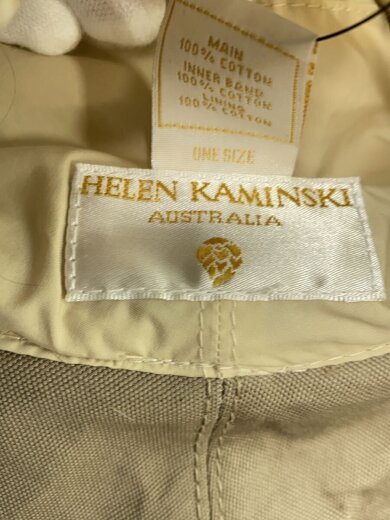 MAIN
100% COTTON
INNER BAND
100% COTTON
LINING
100% COTTON
ONE SIZE
HELEN KAMINSKI
AUSTRALIA